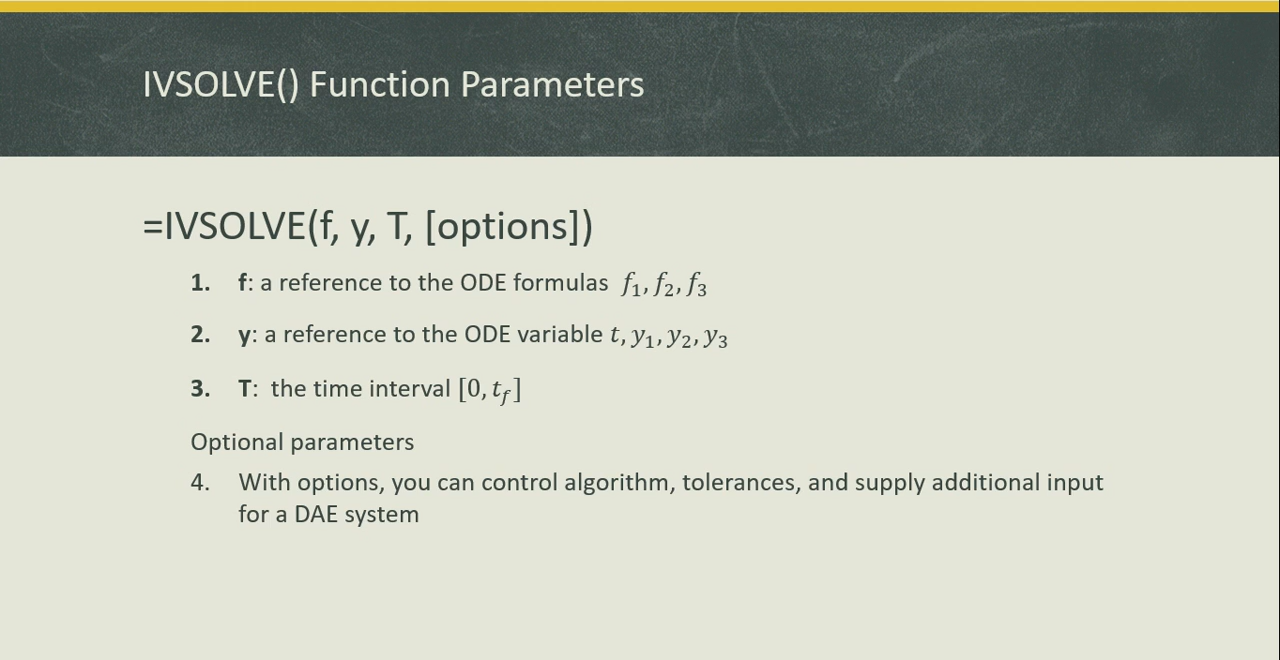 IVSOLVE() Function Parameters
=IVSOLVE(f, y, T, [options])
1. f: a reference to the ODE formulas f₁, f₂, f₃
2. y: a reference to the ODE variable t, y₁, y₂, y₃
3. T: the time interval [0, t_f]
Optional parameters
4. With options, you can control algorithm, tolerances, and supply additional input
for a DAE system